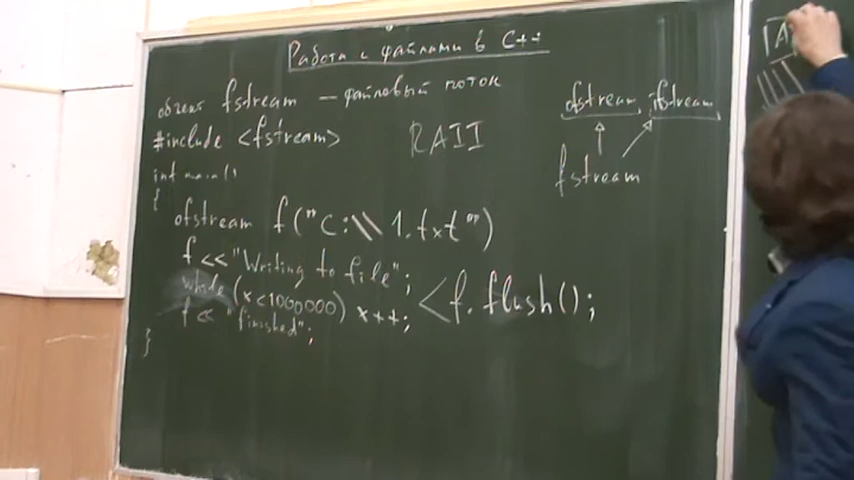 Работа с файлами в C++
объект fstream — файловый поток
#include <fstream>
RAII
int main()
{
ofstream f("C:\\1.txt")
f << "Writing to file";
while (x<1000000) x++;
< f.flush();
f << "finished";
}
ofstream, ifstream
fstream